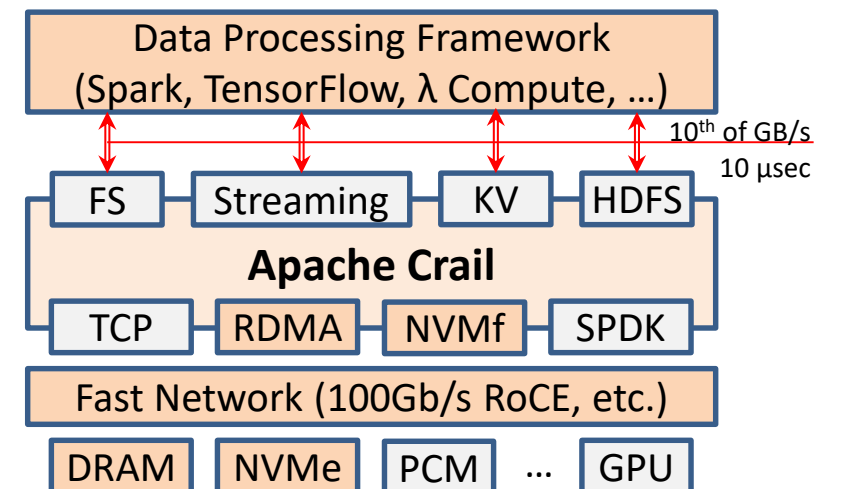 Data Processing Framework
(Spark, TensorFlow, λ Compute, …)
10th of GB/s
10 μsec
FS Streaming KV HDFS
Apache Crail
TCP RDMA NVMf SPDK
Fast Network (100Gb/s RoCE, etc.)
DRAM NVMe PCM … GPU